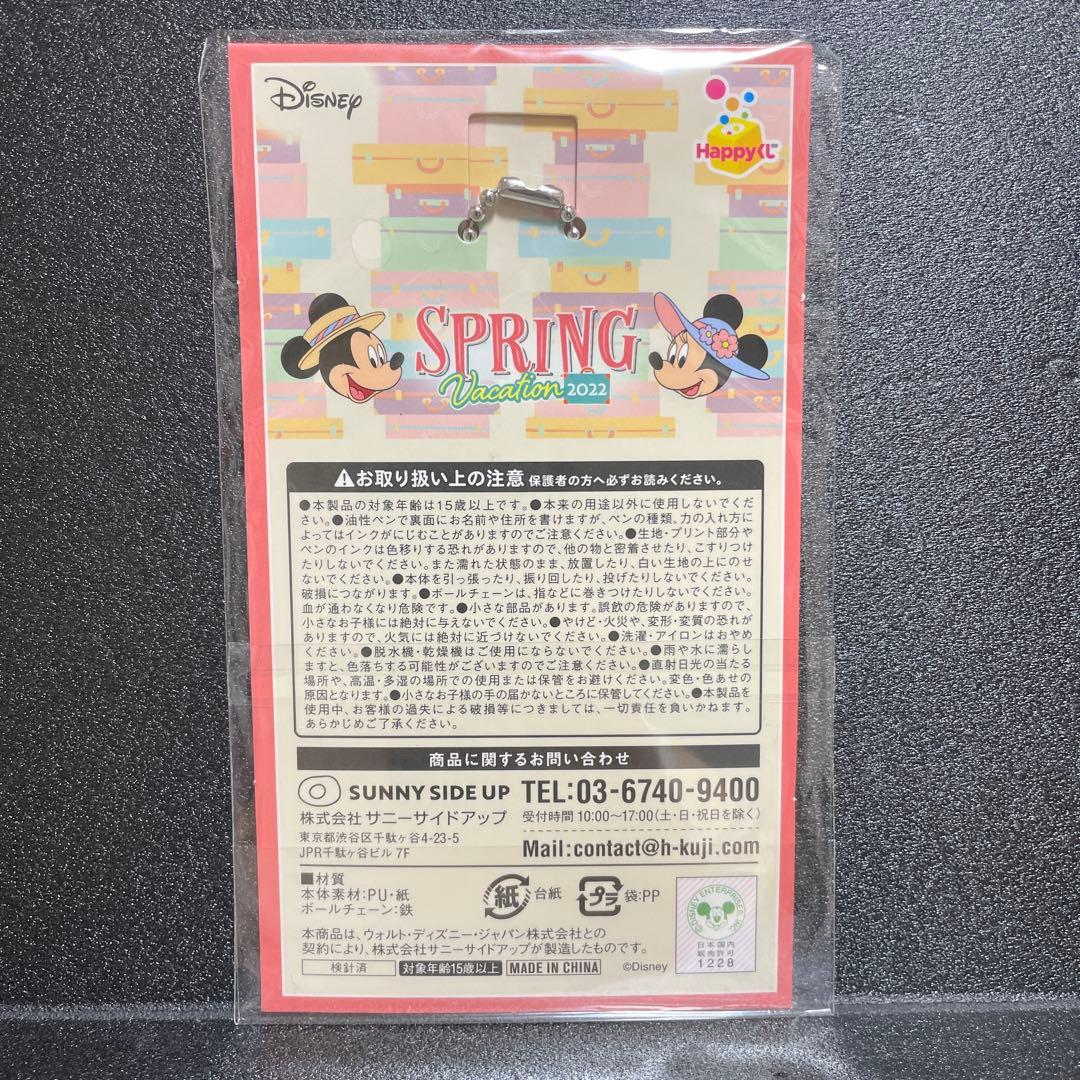 Disney
Happyくじ
SPRING
Vacation 2022
お取り扱い上の注意 保護者の方へ必ずお読みください。
●本製品の対象年齢は15歳以上です。●本来の用途以外に使用しないでくだ
さい。●油性ペンで裏面にお名前や住所を書けますが、ペンの種類、力の入れ方に
よってはインクがにじむことがありますのでご注意ください。●生地・プリント部分や
ペンのインクは色移りする恐れがありますので、他の物と密着させたり、こすりつけ
たりしないでください。また濡れた状態のまま、放置したり、白い生地の上にのせ
ないでください。●本体を引っ張ったり、振り回したり、投げたりしないでください。
破損につながります。●ボールチェーンは、指などに巻きつけたりしないでください。
血が通わなくなり危険です。●小さな部品があります。誤飲の危険がありますので、
小さなお子様には絶対に与えないでください。●やけど・火災や、変形・変質の恐れが
ありますので、火気には絶対に近づけないでください。●洗濯・アイロンはおやめ
ください。●脱水機・乾燥機はご使用にならないでください。●雨や水に濡らし
ますと、色落ちする可能性がございますのでご注意ください。●直射日光の当たる
場所や、高温・多湿の場所での使用または保管をお避けください。変色・色あせの
原因となります。●小さなお子様の手の届かないところに保管してください。●本製品を
使用中、お客様の過失による破損等につきましては、一切責任を負いかねます。
あらかじめご了承ください。
商品に関するお問い合わせ
SUNNY SIDE UP
株式会社 サニーサイドアップ
東京都渋谷区千駄ヶ谷4-23-5
JPR千駄ヶ谷ビル 7F
TEL:03-6740-9400
受付時間 10:00〜17:00(土・日・祝日を除く)
Mail:contact@h-kuji.com
■材質
本体素材:PU・紙
ボールチェーン:鉄
紙 台紙
プラ 袋:PP
本商品は、ウォルト・ディズニー・ジャパン株式会社との
契約により、株式会社サニーサイドアップが製造したものです。
検針済 対象年齢15歳以上 MADE IN CHINA ©Disney
©DISNEY ENTERPRISES, INC.
日本国内
販売許可
1228